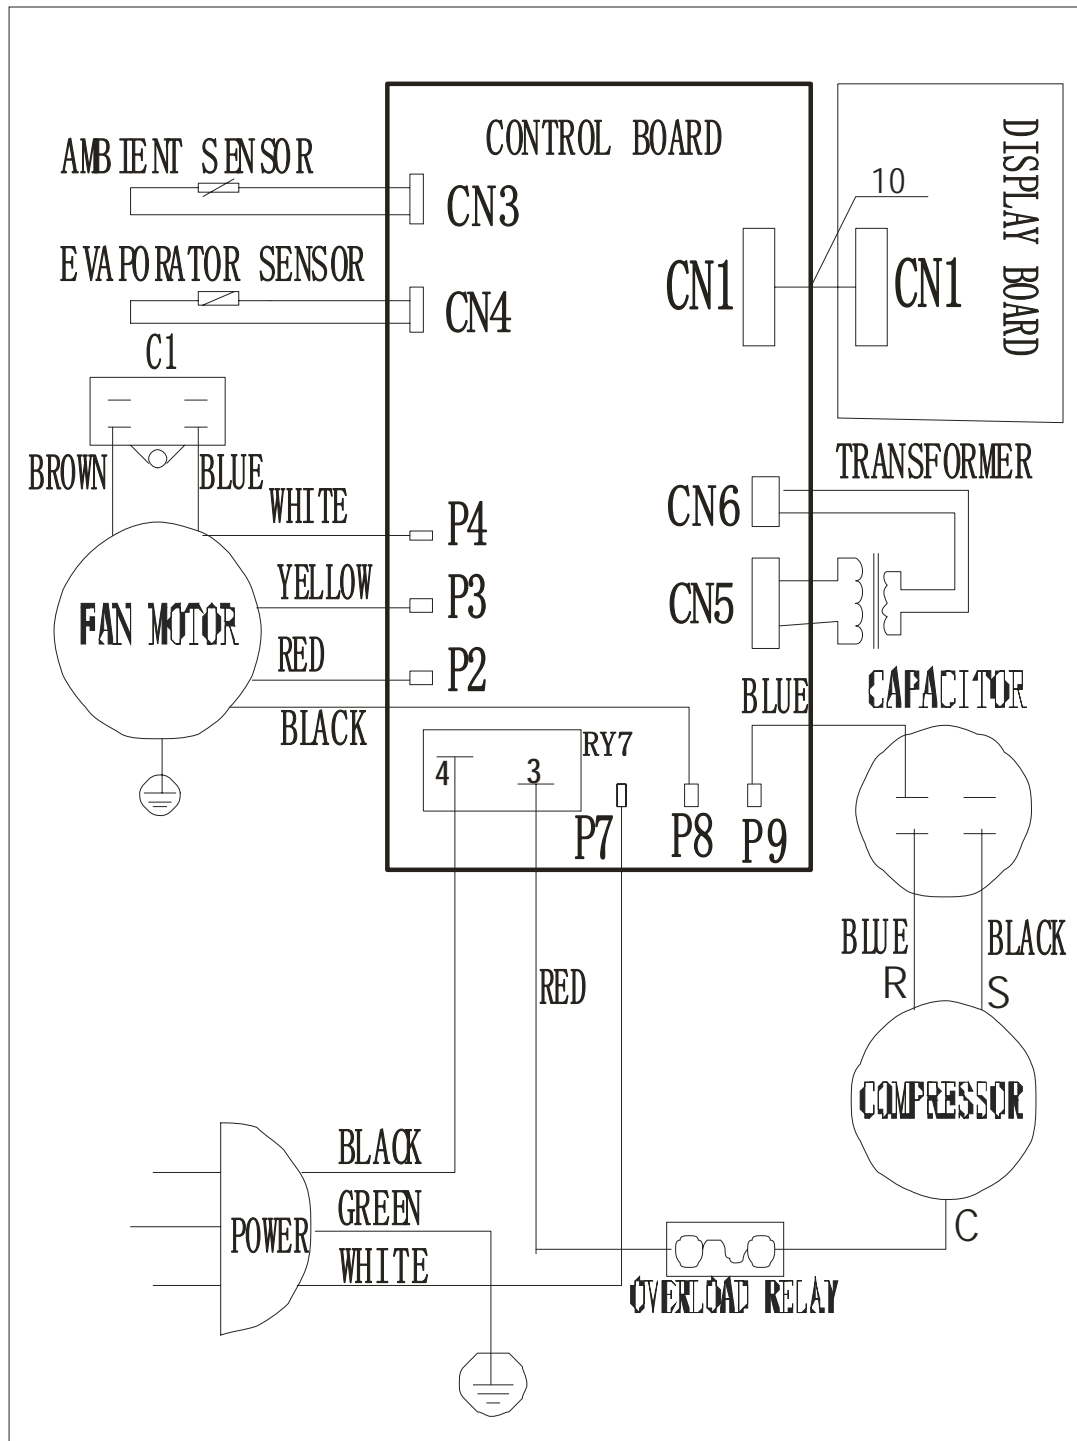 CONTROL BOARD
DISPLAY BOARD
AMBIENT SENSOR
10
CN3
EVAPORATOR SENSOR
CN1
CN1
CN4
C1
BROWN
BLUE
TRANSFORMER
WHITE
P4
CN6
YELLOW
P3
CN5
FAN MOTOR
RED
P2
CAPACITOR
BLUE
BLACK
RY7
4
3
P7
P8
P9
BLUE
BLACK
R
S
RED
COMPRESSOR
BLACK
GREEN
POWER
C
WHITE
OVERLOAD RELAY